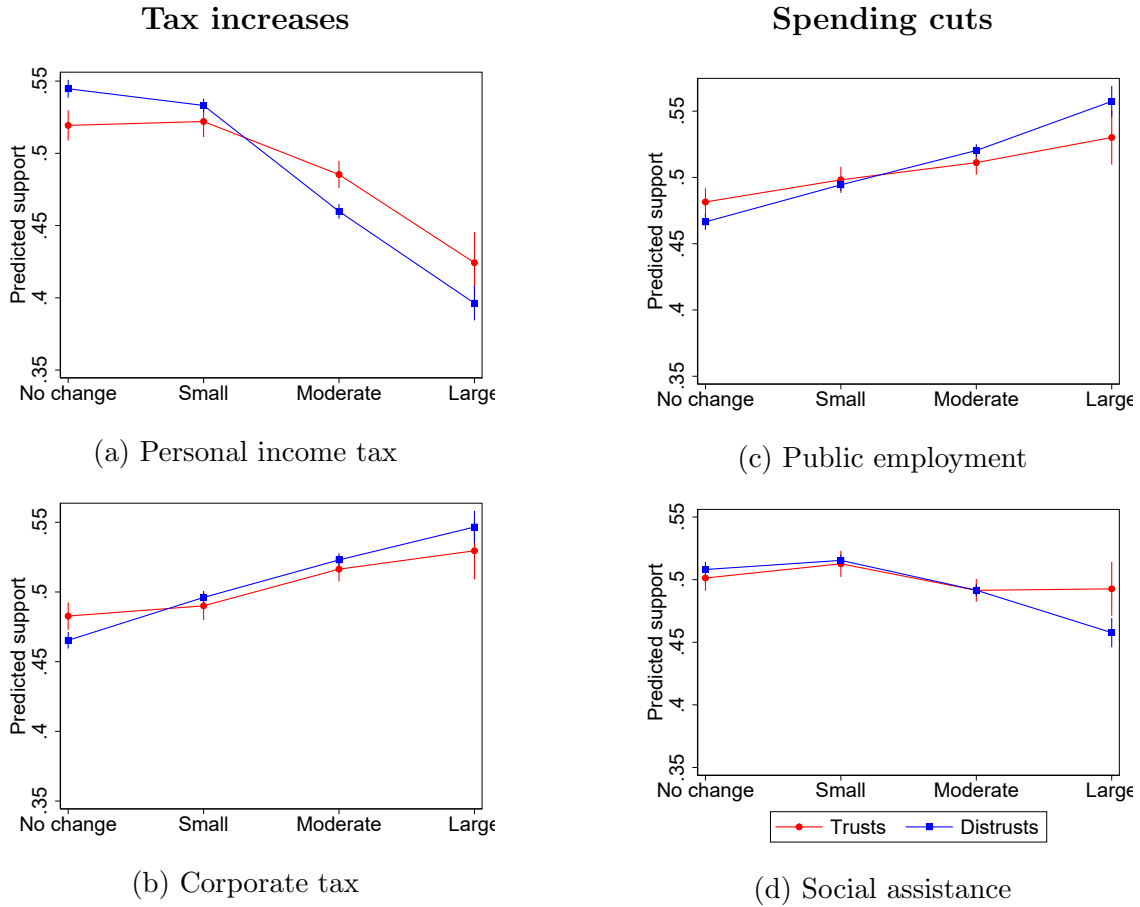 Tax increases
Spending cuts
Predicted support
.55
.5
.45
.4
.35
No change Small Moderate Large
(a) Personal income tax
Predicted support
.55
.5
.45
.4
.35
No change Small Moderate Large
(c) Public employment
Predicted support
.55
.5
.45
.4
.35
No change Small Moderate Large
(b) Corporate tax
Predicted support
.55
.5
.45
.4
.35
No change Small Moderate Large
Trusts Distrusts
(d) Social assistance